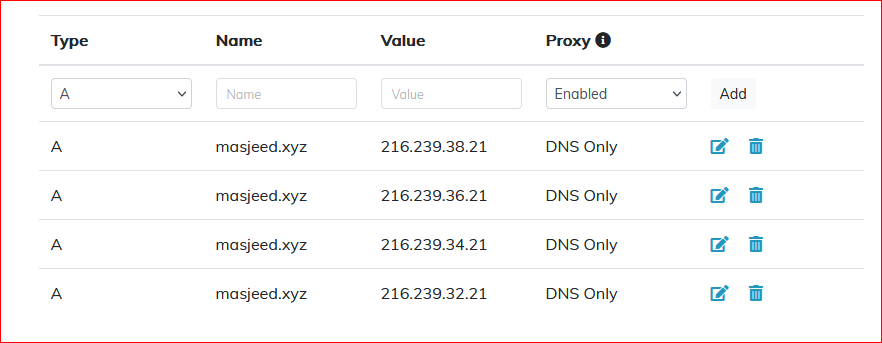 Type Name Value Proxy
A Name Value Enabled Add
A masjeed.xyz 216.239.38.21 DNS Only
A masjeed.xyz 216.239.36.21 DNS Only
A masjeed.xyz 216.239.34.21 DNS Only
A masjeed.xyz 216.239.32.21 DNS Only